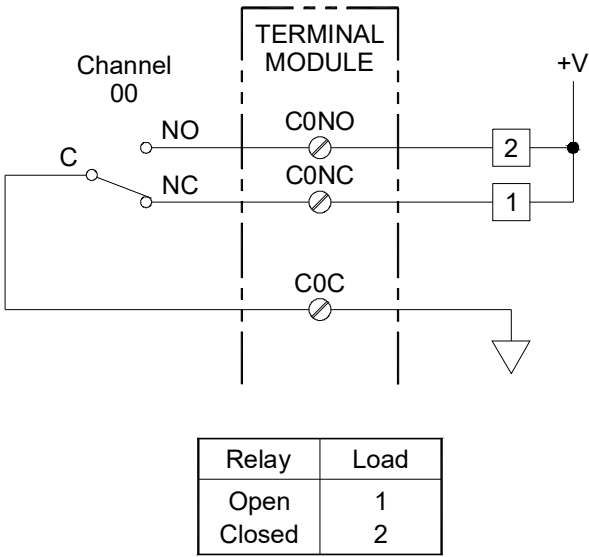 TERMINAL
MODULE
Channel
00
+V
NO
C0NO
2
C
NC
C0NC
1
C0C
Relay Load
Open 1
Closed 2